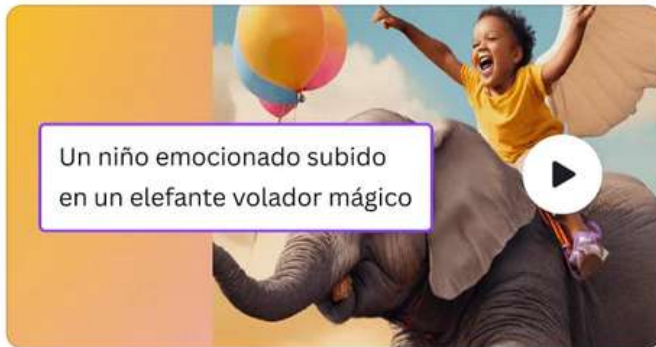 Un niño emocionado subido
en un elefante volador mágico